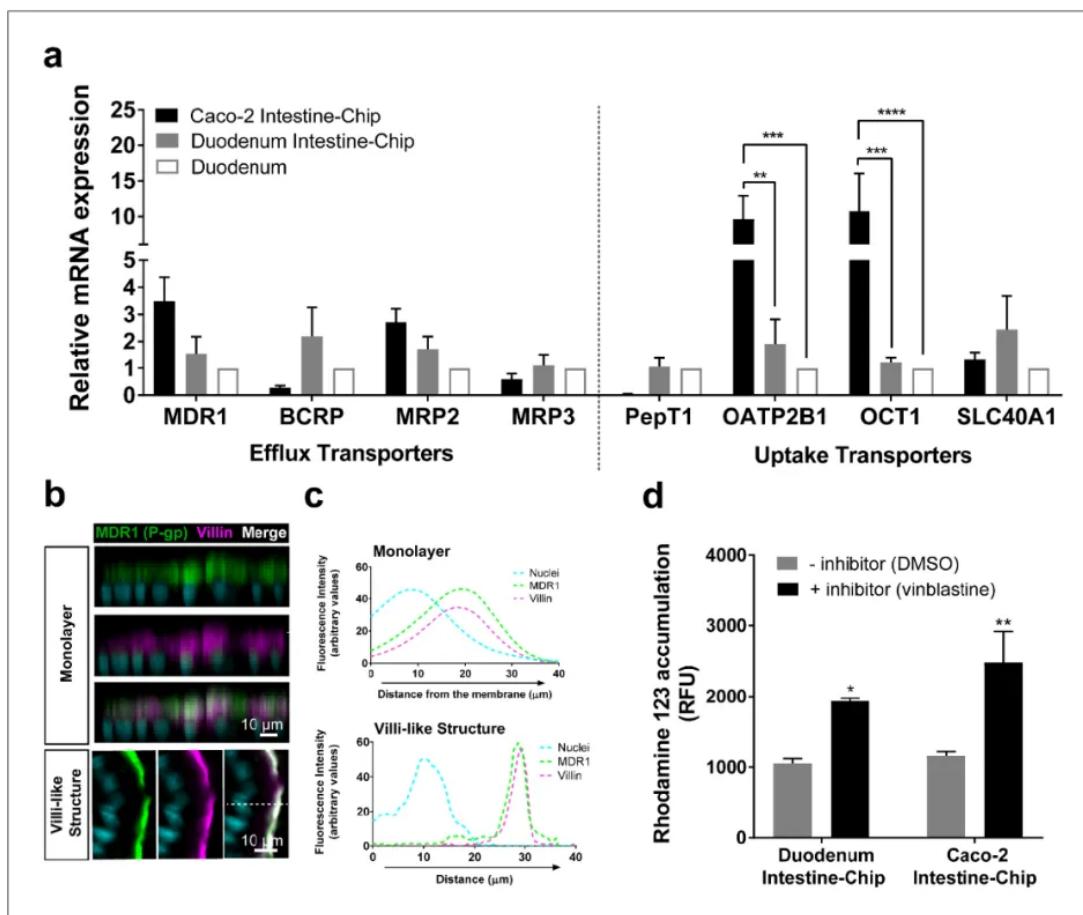 a
Relative mRNA expression
25
20
15
10
5
4
3
2
1
0
Caco-2 Intestine-Chip
Duodenum Intestine-Chip
Duodenum
***
**
****
***
MDR1 BCRP MRP2 MRP3 PepT1 OATP2B1 OCT1 SLC40A1
Efflux Transporters Uptake Transporters
b
MDR1 (P-gp) Villin Merge
Monolayer
10 μm
Villi-like
Structure
10 μm
c
Monolayer
Fluorescence Intensity
(arbitrary values)
60
40
20
0
Nuclei
MDR1
Villin
0 10 20 30 40
Distance from the membrane (μm)
Villi-like Structure
Fluorescence Intensity
(arbitrary values)
60
40
20
0
Nuclei
MDR1
Villin
0 10 20 30 40
Distance (μm)
d
Rhodamine 123 accumulation
(RFU)
4000
3000
2000
1000
0
- inhibitor (DMSO)
+ inhibitor (vinblastine)
*
**
Duodenum
Intestine-Chip
Caco-2
Intestine-Chip